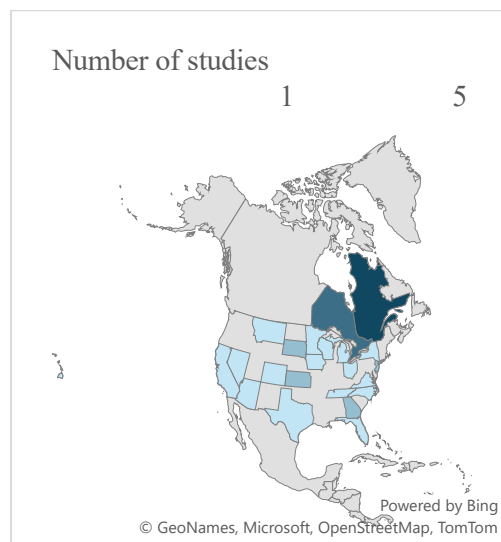 Number of studies
1 5
Powered by Bing
© GeoNames, Microsoft, OpenStreetMap, TomTom